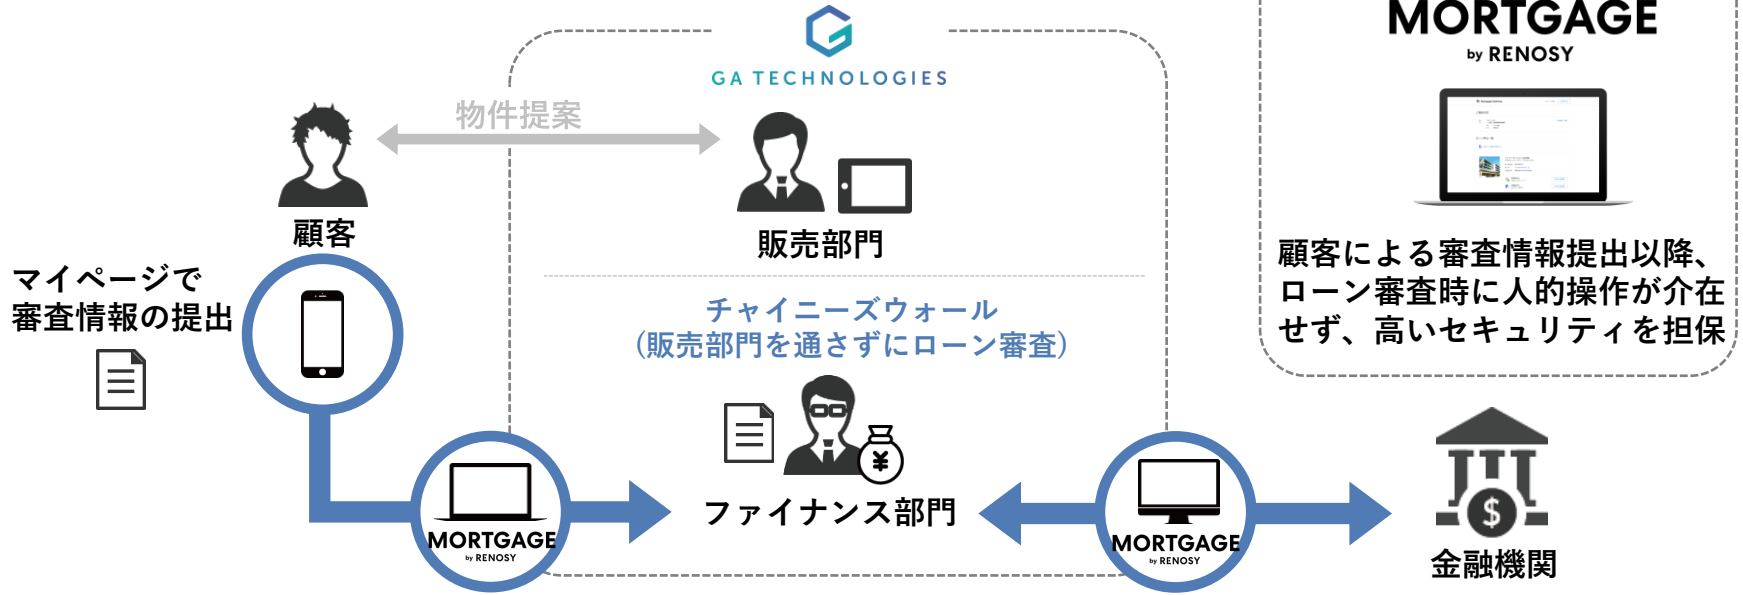 GA TECHNOLOGIES
物件提案
顧客
販売部門
マイページで
審査情報の提出
チャイニーズウォール
(販売部門を通さずにローン審査)
ファイナンス部門
MORTGAGE
by RENOSY
MORTGAGE
by RENOSY
金融機関
MORTGAGE
by RENOSY
顧客による審査情報提出以降、
ローン審査時に人的操作が介在
せず、高いセキュリティを担保
¥
$